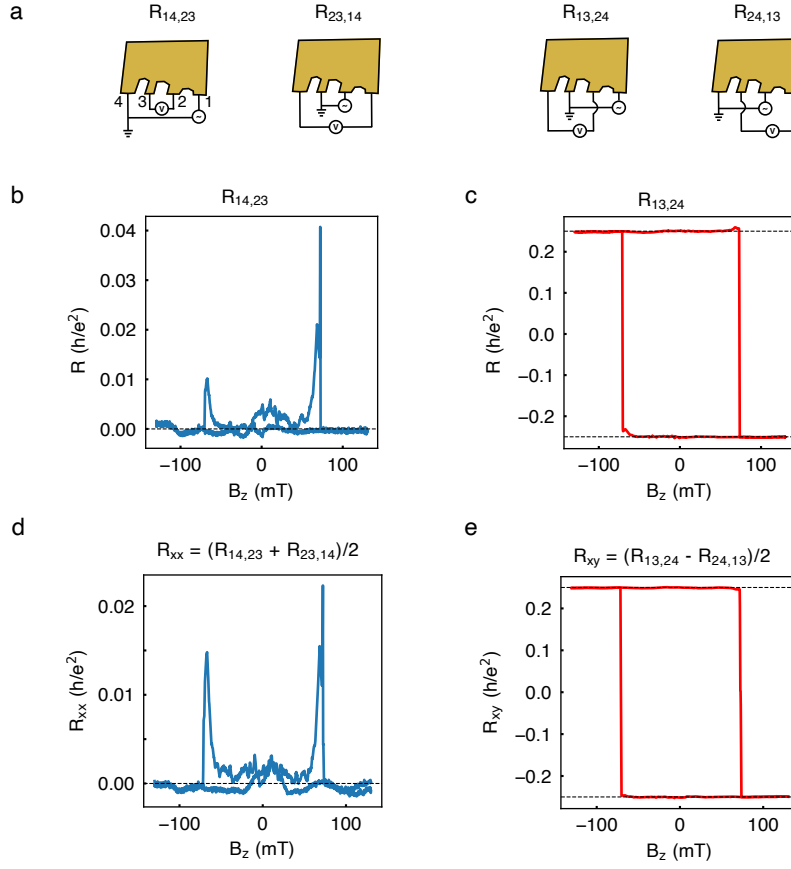 a
R14,23
R23,14
R13,24
R24,13
4 3 2 1
V
~
V
~
V
~
V
~
b
R14,23
0.04
0.03
0.02
0.01
0.00
R (h/e²)
−100 0 100
Bz (mT)
c
R13,24
0.2
0.1
0.0
−0.1
−0.2
R (h/e²)
−100 0 100
Bz (mT)
d
Rxx = (R14,23 + R23,14)/2
0.02
0.01
0.00
Rxx (h/e²)
−100 0 100
Bz (mT)
e
Rxy = (R13,24 - R24,13)/2
0.2
0.1
0.0
−0.1
−0.2
Rxy (h/e²)
−100 0 100
Bz (mT)